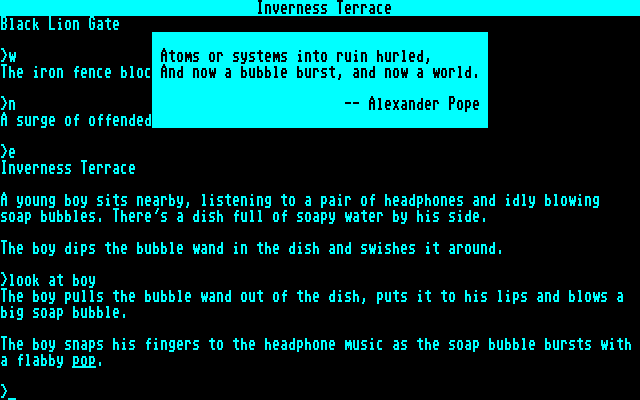 Inverness Terrace
Black Lion Gate
Atoms or systems into ruin hurled,
And now a bubble burst, and now a world.
-- Alexander Pope
>w
The iron fence bloc
>n
A surge of offended
>e
Inverness Terrace
A young boy sits nearby, listening to a pair of headphones and idly blowing
soap bubbles. There's a dish full of soapy water by his side.
The boy dips the bubble wand in the dish and swishes it around.
>look at boy
The boy pulls the bubble wand out of the dish, puts it to his lips and blows a
big soap bubble.
The boy snaps his fingers to the headphone music as the soap bubble bursts with
a flabby pop.
>_